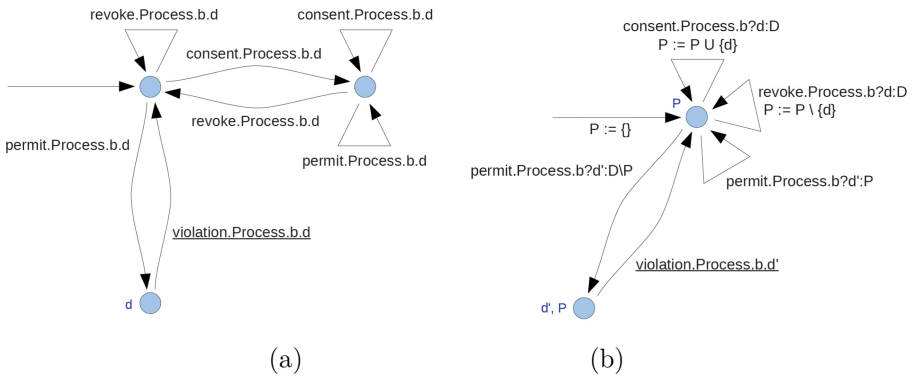 revoke.Process.b.d
consent.Process.b.d
consent.Process.b.d
revoke.Process.b.d
permit.Process.b.d
permit.Process.b.d
violation.Process.b.d
d
(a)
consent.Process.b?d:D
P := P U {d}
revoke.Process.b?d:D
P := P \ {d}
P
P := {}
permit.Process.b?d':D\P
permit.Process.b?d':P
violation.Process.b.d'
d', P
(b)